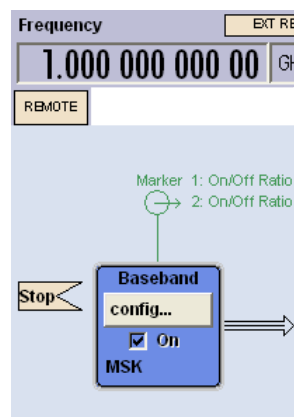 Frequency EXT RE
1.000 000 000 00 GH
REMOTE
Marker 1: On/Off Ratio
2: On/Off Ratio
Baseband
Stop
config...
On
MSK